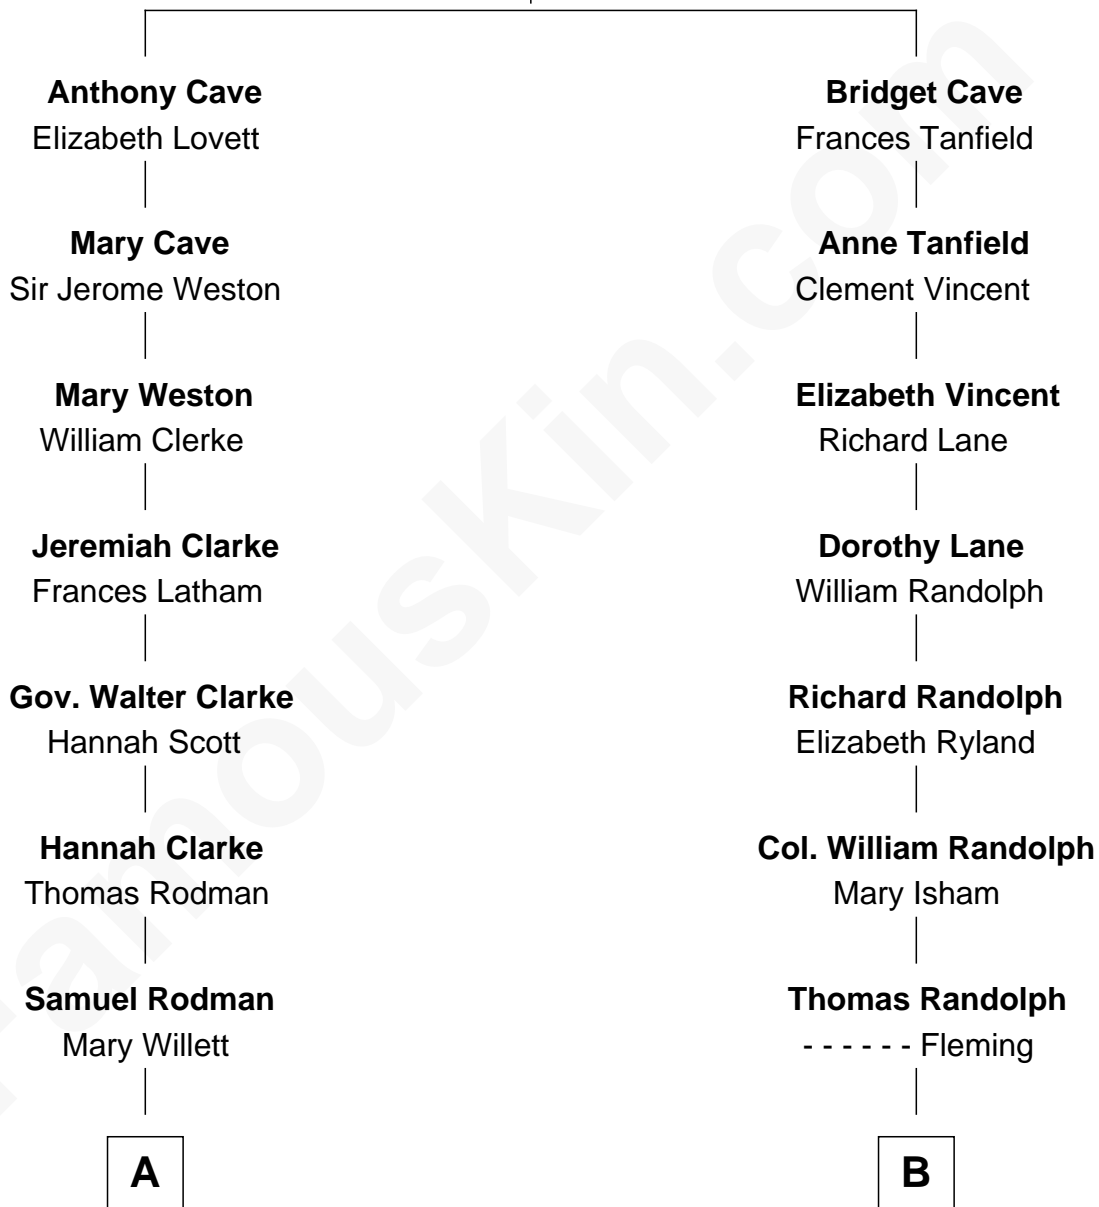 Anthony Cave
Elizabeth Lovett
Mary Cave
Sir Jerome Weston
Mary Weston
William Clerke
Jeremiah Clarke
Frances Latham
Gov. Walter Clarke
Hannah Scott
Hannah Clarke
Thomas Rodman
Samuel Rodman
Mary Willett
A
Bridget Cave
Frances Tanfield
Anne Tanfield
Clement Vincent
Elizabeth Vincent
Richard Lane
Dorothy Lane
William Randolph
Richard Randolph
Elizabeth Ryland
Col. William Randolph
Mary Isham
Thomas Randolph
- - - - - - Fleming
B
FamousKin.com